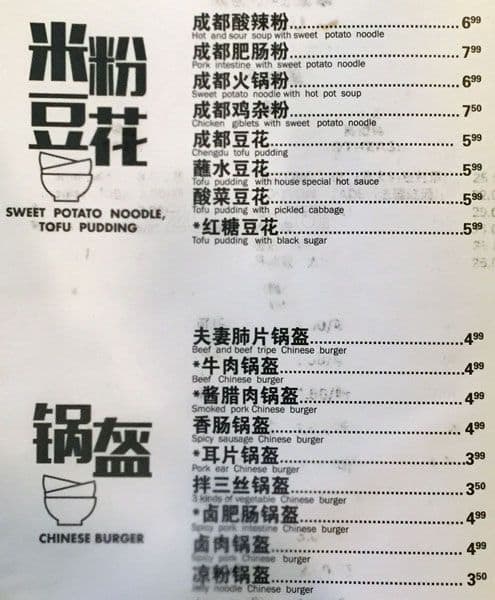 米粉
豆花
SWEET POTATO NOODLE,
TOFU PUDDING
成都酸辣粉 6.99
Hot and sour soup with sweet potato noodle
成都肥肠粉 7.99
Pork intestine with sweet potato noodle
成都火锅粉 6.99
Sweet potato noodle with hot pot soup
成都鸡杂粉 7.50
Chicken giblets with sweet potato noodle
成都豆花 5.99
Chengdu tofu pudding
蘸水豆花 5.99
Tofu pudding with house special hot sauce
酸菜豆花 5.99
Tofu pudding with pickled cabbage
*红糖豆花 5.99
Tofu pudding with black sugar
锅盔
CHINESE BURGER
夫妻肺片锅盔 4.99
Beef and beef tripe Chinese burger
*牛肉锅盔 4.99
Beef Chinese burger
*酱腊肉锅盔 4.99
Smoked pork Chinese burger
香肠锅盔 4.99
Spicy sausage Chinese burger
*耳片锅盔 3.99
Pork ear Chinese burger
拌三丝锅盔 3.50
3 kinds of vegetable Chinese burger
*卤肥肠锅盔 4.99
Spicy pork intestine Chinese burger
卤肉锅盔 4.99
Spicy pork Chinese burger
凉粉锅盔 3.50
Jelly noodle Chinese burger